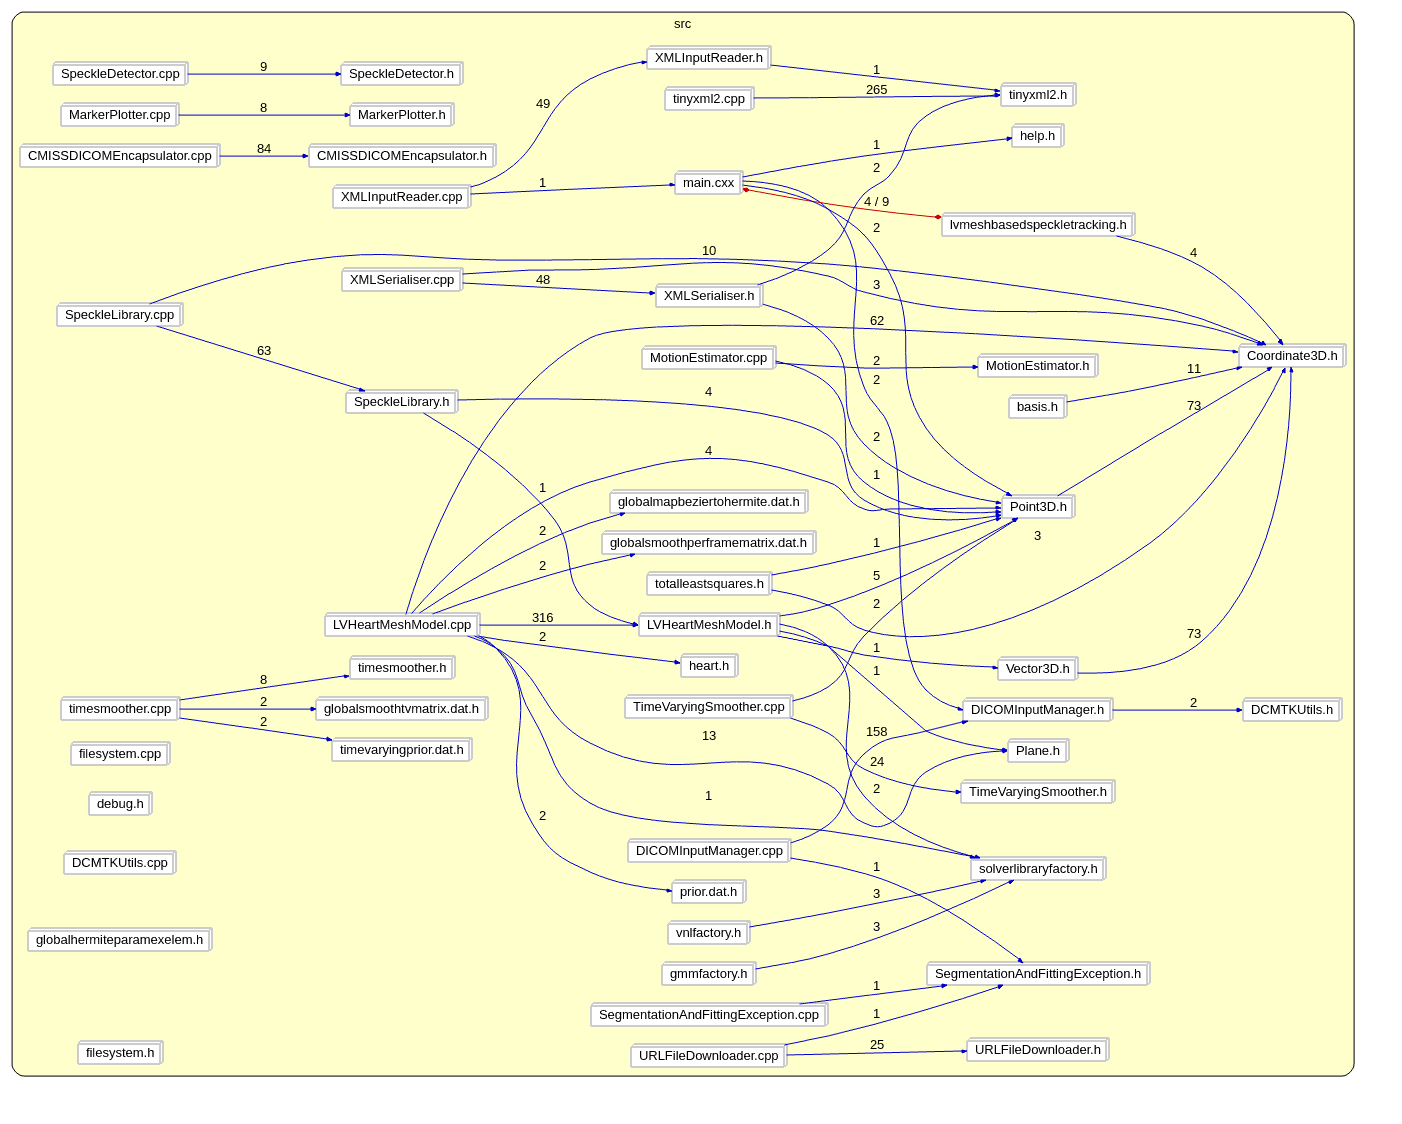 src
XMLInputReader.h
SpeckleDetector.cpp
9
SpeckleDetector.h
1
tinyxml2.cpp
265
tinyxml2.h
49
MarkerPlotter.cpp
8
MarkerPlotter.h
help.h
1
CMISSDICOMEncapsulator.cpp
84
CMISSDICOMEncapsulator.h
2
XMLInputReader.cpp
1
main.cxx
4 / 9
lvmeshbasedspeckletracking.h
2
10
4
XMLSerialiser.cpp
48
XMLSerialiser.h
3
SpeckleLibrary.cpp
62
63
MotionEstimator.cpp
2
MotionEstimator.h
Coordinate3D.h
11
2
SpeckleLibrary.h
4
basis.h
73
2
4
1
1
globalmapbeziertohermite.dat.h
Point3D.h
2
globalsmoothperframematrix.dat.h
1
3
2
totalleastsquares.h
5
2
LVHeartMeshModel.cpp
316
LVHeartMeshModel.h
2
73
1
timesmoother.h
heart.h
1
Vector3D.h
8
timesmoother.cpp
2
globalsmoothtvmatrix.dat.h
TimeVaryingSmoother.cpp
DICOMInputManager.h
2
DCMTKUtils.h
2
13
158
filesystem.cpp
timevaryingprior.dat.h
Plane.h
24
1
2
TimeVaryingSmoother.h
debug.h
2
DCMTKUtils.cpp
DICOMInputManager.cpp
1
solverlibraryfactory.h
prior.dat.h
3
vnlfactory.h
3
globalhermiteparamexelem.h
gmmfactory.h
SegmentationAndFittingException.h
1
SegmentationAndFittingException.cpp
1
filesystem.h
URLFileDownloader.cpp
25
URLFileDownloader.h